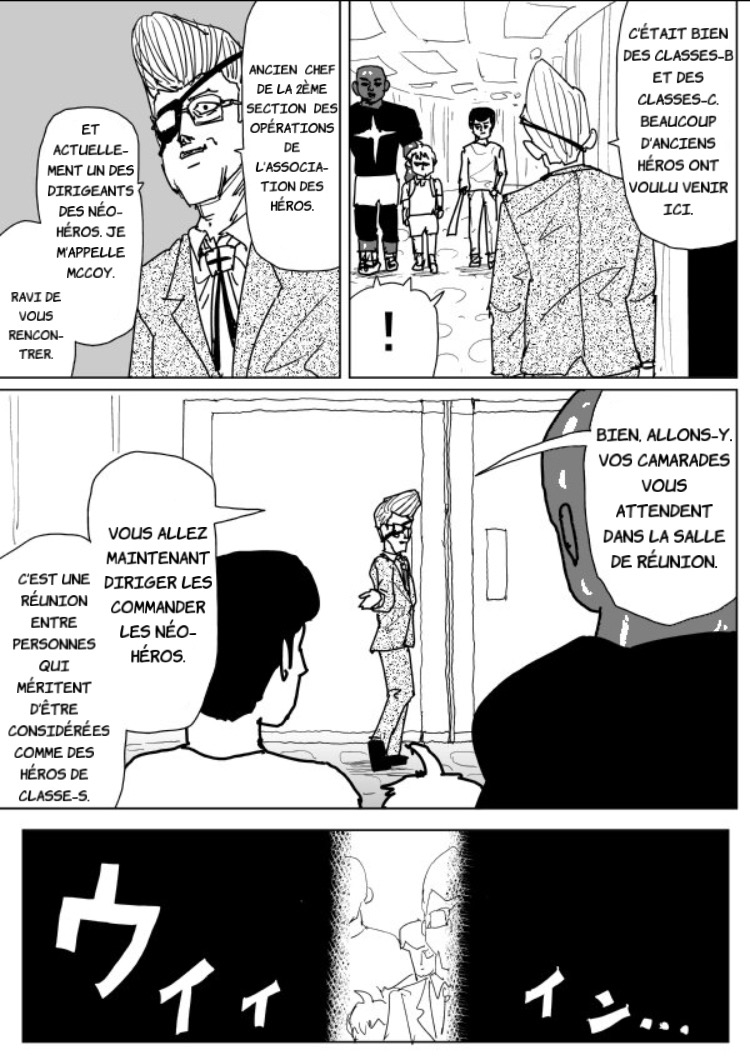 C'ÉTAIT BIEN
DES CLASSES-B
ET DES
CLASSES-C.
BEAUCOUP
D'ANCIENS
HÉROS ONT
VOULU VENIR
ICI.
!
ANCIEN CHEF
DE LA 2ÈME
SECTION DES
OPÉRATIONS
DE
L'ASSOCIA-
TION DES
HÉROS.
ET
ACTUELLE-
MENT UN DES
DIRIGEANTS
DES NÉO-
HÉROS. JE
M'APPELLE
MCCOY.
RAVI DE
VOUS
RENCON-
TRER.
BIEN, ALLONS-Y.
VOS CAMARADES
VOUS
ATTENDENT
DANS LA SALLE
DE RÉUNION.
VOUS ALLEZ
MAINTENANT
DIRIGER LES
COMMANDER
LES NÉO-
HÉROS.
C'EST UNE
RÉUNION
ENTRE
PERSONNES
QUI
MÉRITENT
D'ÊTRE
CONSIDÉRÉES
COMME DES
HÉROS DE
CLASSE-S.
ウィィィン...